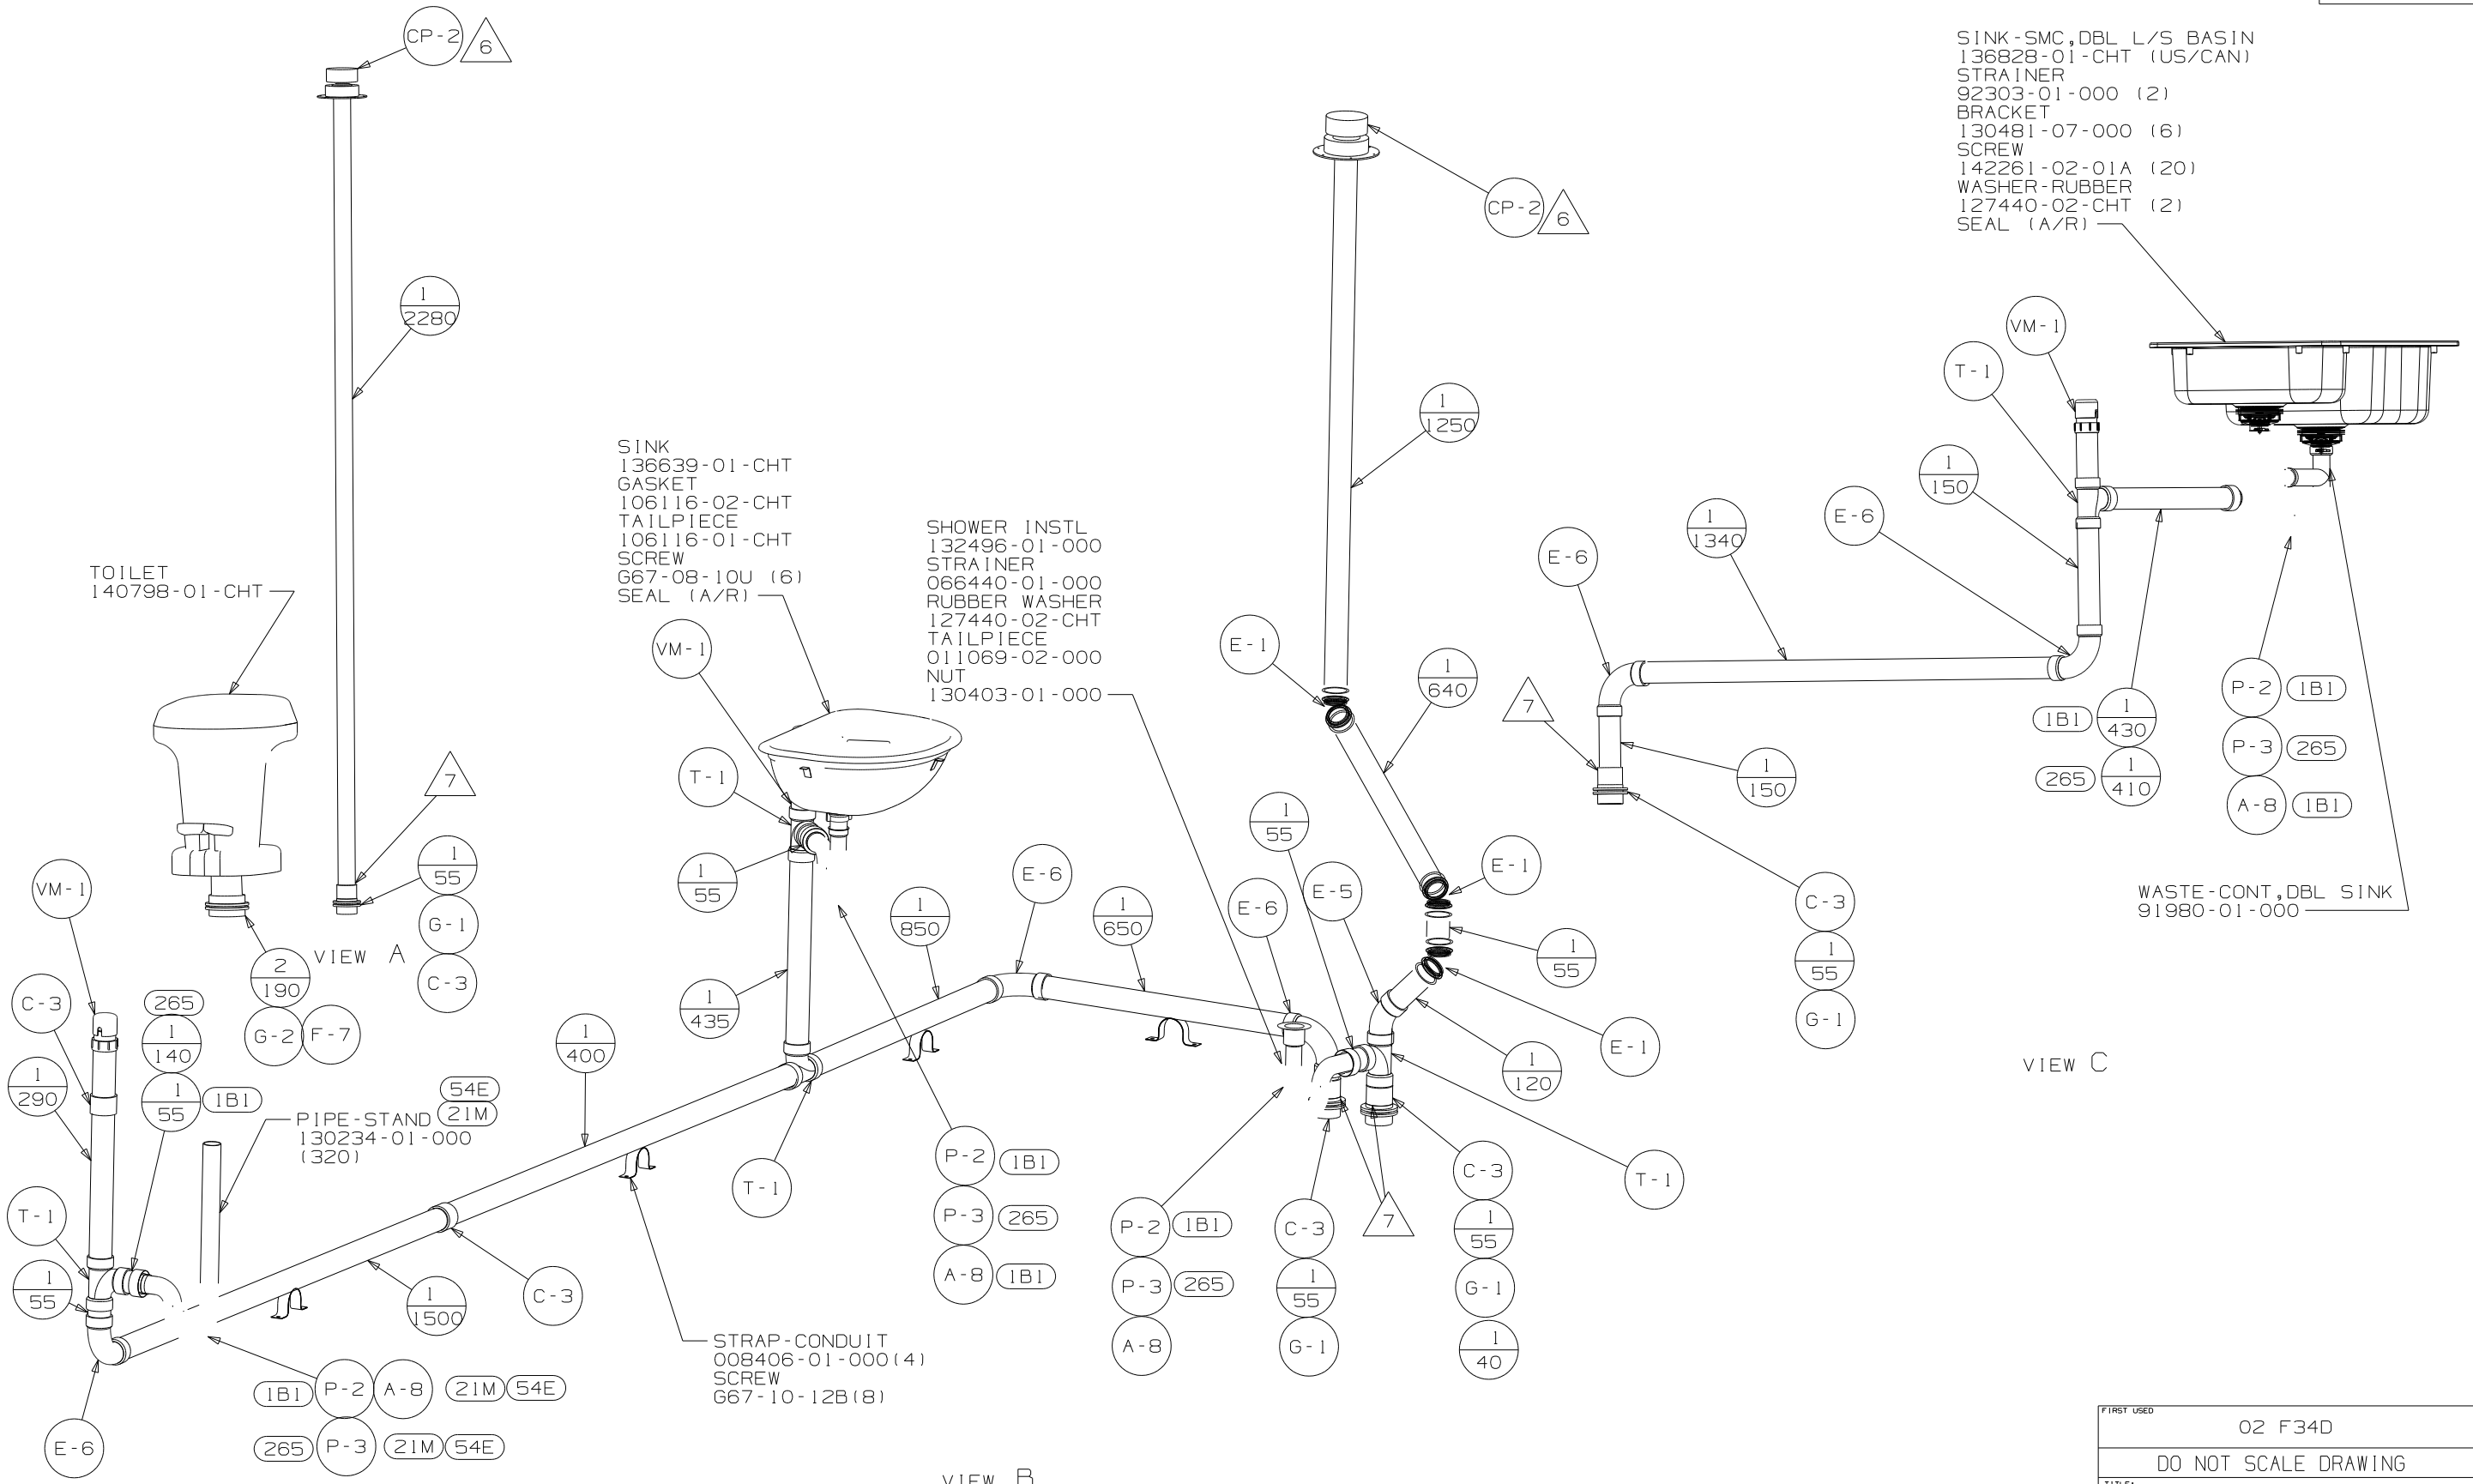 CP-2
6
1
2280
TOILET
140798-01-CHT
7
1
55
G-1
C-3
2
190
G-2
F-7
VIEW A
SINK
136639-01-CHT
GASKET
106116-02-CHT
TAILPIECE
106116-01-CHT
SCREW
G67-08-10U (6)
SEAL (A/R)
VM-1
T-1
1
55
1
435
SHOWER INSTL
132496-01-000
STRAINER
066440-01-000
RUBBER WASHER
127440-02-CHT
TAILPIECE
011069-02-000
NUT
130403-01-000
CP-2
6
1
1250
E-1
1
640
E-1
1
55
E-1
1
120
E-5
1
55
E-6
1
650
E-6
1
850
1
400
VM-1
C-3
1
290
T-1
1
55
E-6
265
1
140
1
55
1B1
PIPE-STAND
130234-01-000
(320)
54E
21M
1B1
P-2
A-8
21M
54E
265
P-3
21M
54E
1
1500
C-3
STRAP-CONDUIT
008406-01-000(4)
SCREW
G67-10-12B(8)
T-1
P-2
1B1
P-3
265
A-8
1B1
P-2
1B1
P-3
265
A-8
C-3
1
55
G-1
7
C-3
1
55
G-1
1
40
T-1
VIEW B
SINK-SMC,DBL L/S BASIN
136828-01-CHT (US/CAN)
STRAINER
92303-01-000 (2)
BRACKET
130481-07-000 (6)
SCREW
142261-02-01A (20)
WASHER-RUBBER
127440-02-CHT (2)
SEAL (A/R)
VM-1
T-1
1
150
E-6
1
1340
E-6
7
1
150
C-3
1
55
G-1
1B1
1
430
265
1
410
P-2
1B1
P-3
265
A-8
1B1
WASTE-CONT,DBL SINK
91980-01-000
VIEW C
FIRST USED
02 F34D
DO NOT SCALE DRAWING